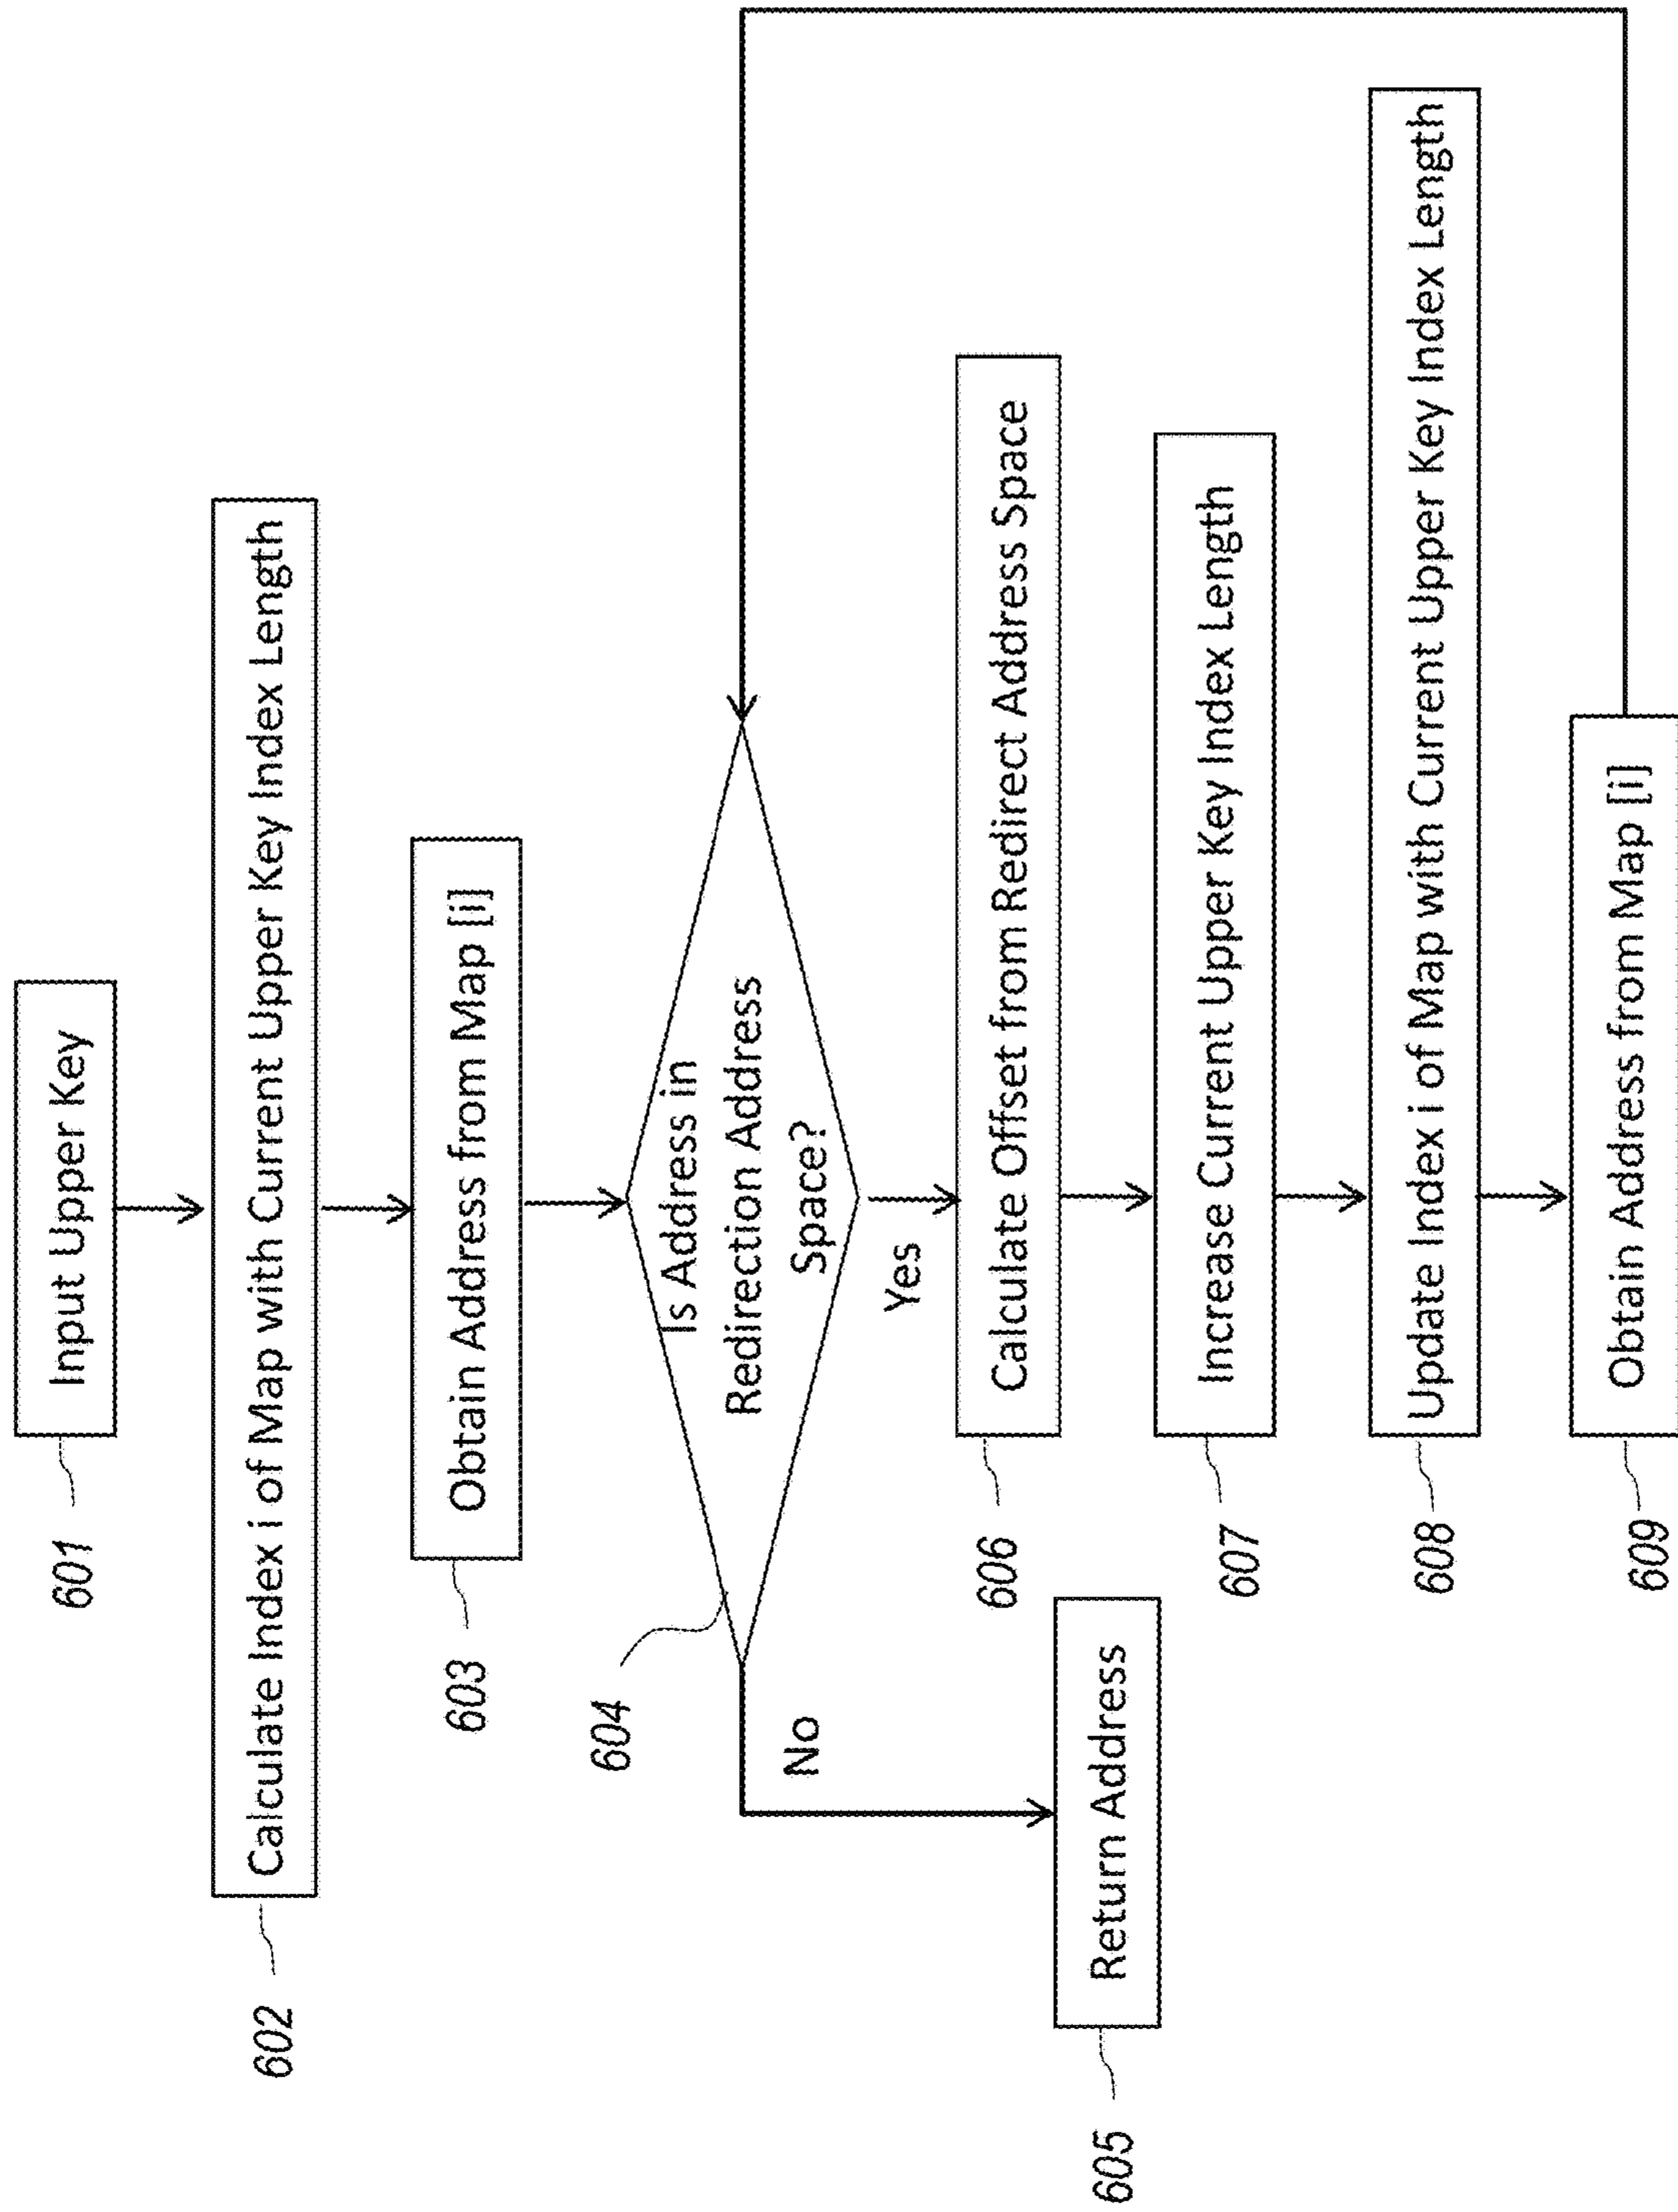 601
Input Upper Key
602
Calculate Index i of Map with Current Upper Key Index Length
603
Obtain Address from Map [i]
604
Is Address in
Redirection Address
Space?
No
Yes
605
Return Address
606
Calculate Offset from Redirect Address Space
607
Increase Current Upper Key Index Length
608
Update Index i of Map with Current Upper Key Index Length
609
Obtain Address from Map [i]